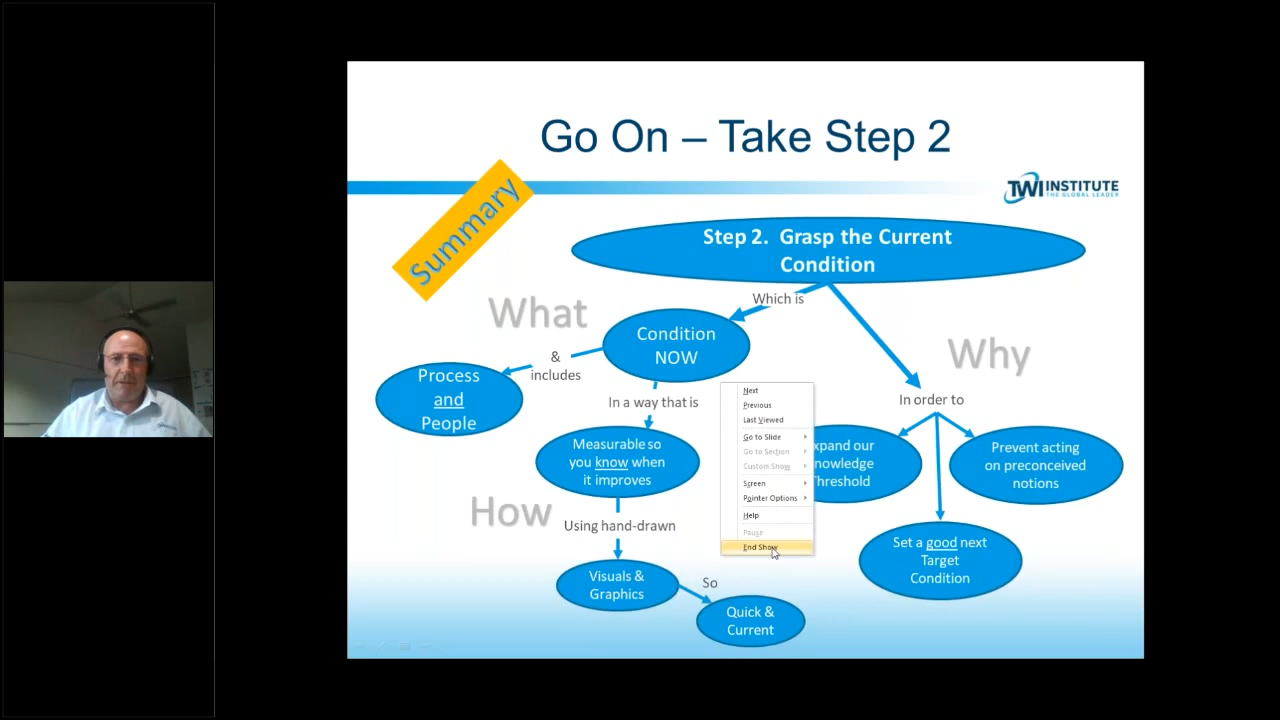 Go On – Take Step 2
TWI INSTITUTE
THE GLOBAL LEADER
Summary
Step 2. Grasp the Current
Condition
Which is
What
Condition
NOW
Why
&
includes
Process
and
People
In a way that is
In order to
Measurable so
you know when
it improves
Next
Previous
Last Viewed
Go to Slide
Go to Section
Custom Show
Screen
Pointer Options
Help
Pause
End Show
xpand our
nowledge
Threshold
Prevent acting
on preconceived
notions
How
Using hand-drawn
Set a good next
Target
Condition
Visuals &
Graphics
So
Quick &
Current